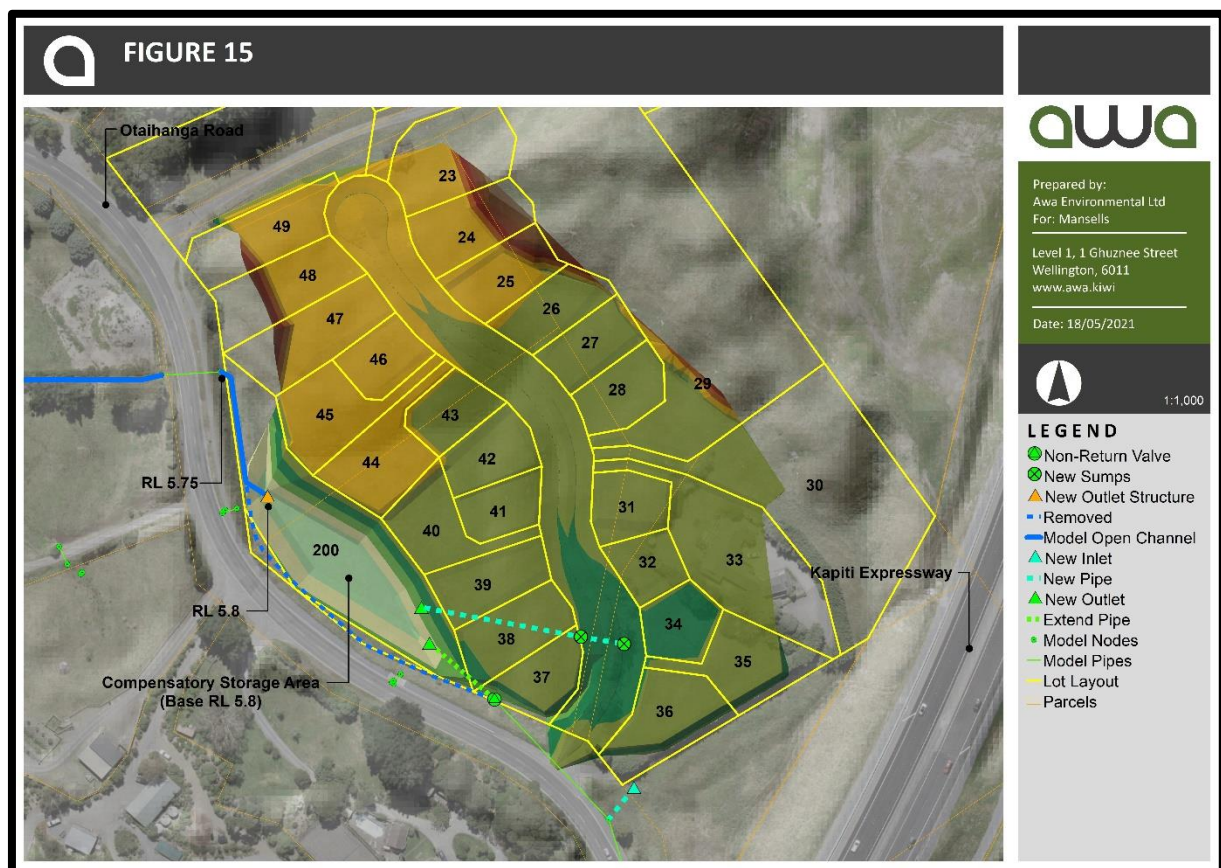 FIGURE 15
Otaihanga Road
23
49
24
48
25
26
47
27
46
28
29
45
43
44
42
30
RL 5.75
41
31
40
200
32
33
Kapiti Expressway
39
RL 5.8
34
38
35
37
Compensatory Storage Area
(Base RL 5.8)
36
awa
Prepared by:
Awa Environmental Ltd
For: Mansells
Level 1, 1 Ghuznee Street
Wellington, 6011
www.awa.kiwi
Date: 18/05/2021
1:1,000
LEGEND
Non-Return Valve
New Sumps
New Outlet Structure
Removed
Model Open Channel
New Inlet
New Pipe
New Outlet
Extend Pipe
Model Nodes
Model Pipes
Lot Layout
Parcels